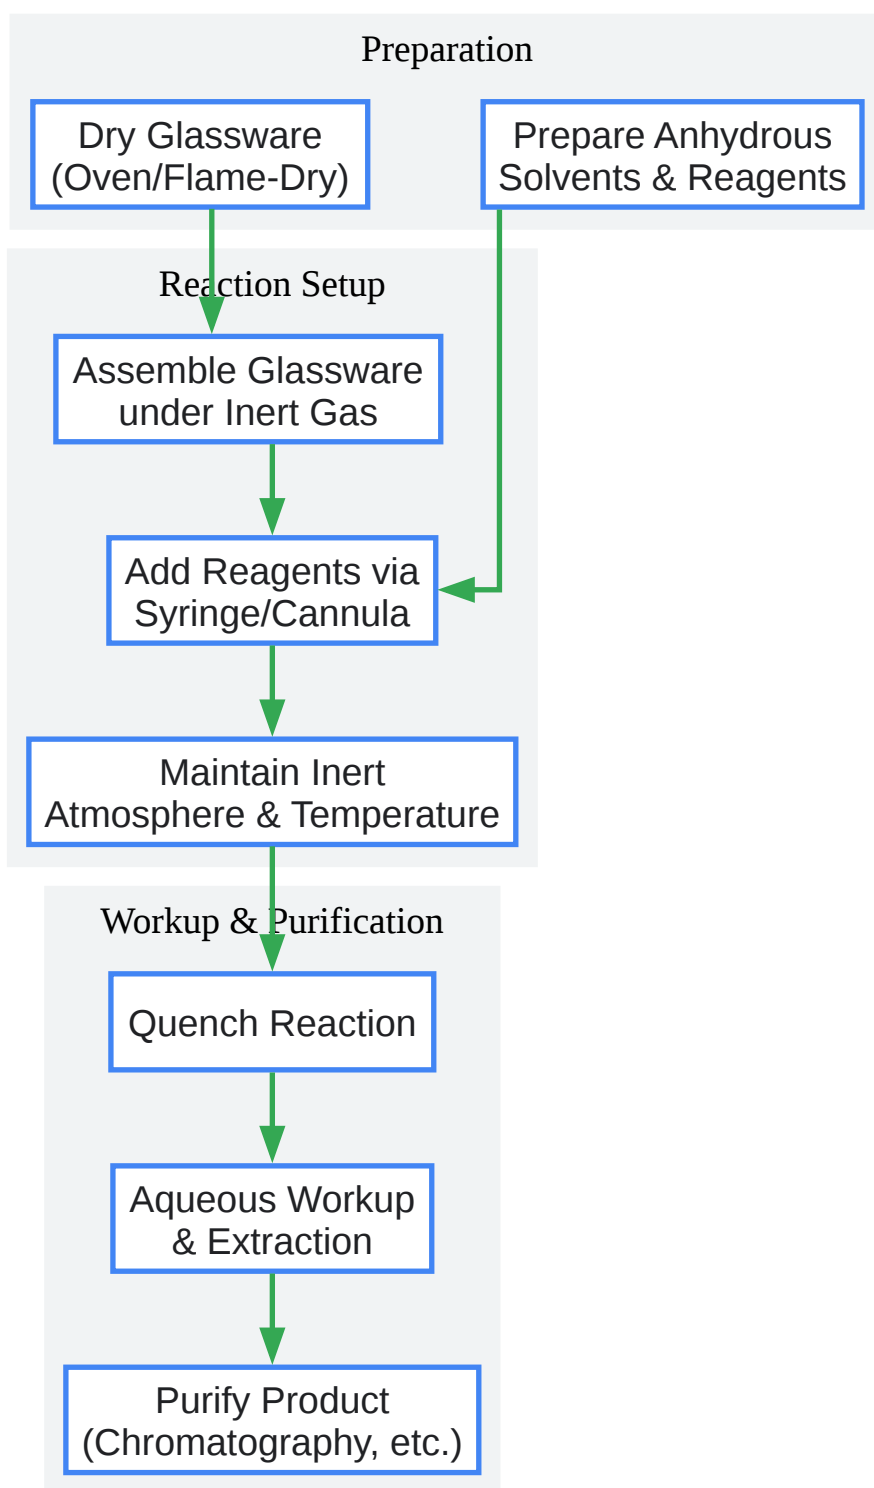 Preparation
Dry Glassware
(Oven/Flame-Dry)
Prepare Anhydrous
Solvents & Reagents
Reaction Setup
Assemble Glassware
under Inert Gas
Add Reagents via
Syringe/Cannula
Maintain Inert
Atmosphere & Temperature
Workup & Purification
Quench Reaction
Aqueous Workup
& Extraction
Purify Product
(Chromatography, etc.)